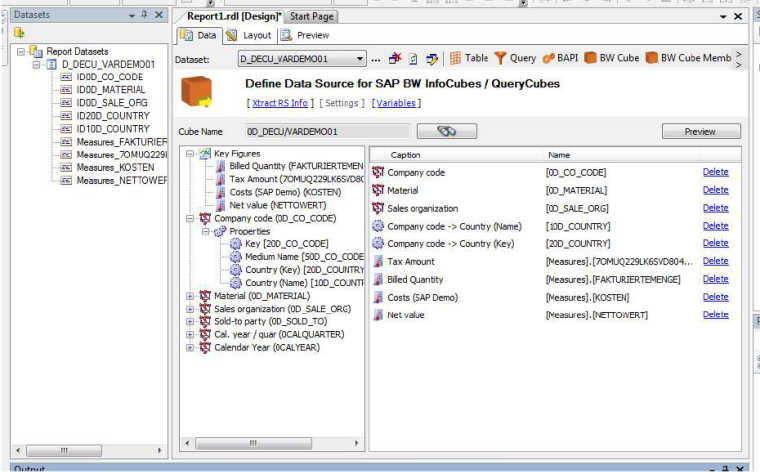 Datasets
Report1.rdl [Design]* Start Page
Data Layout Preview
Report Datasets
D_DECU_VARDEMO01
ID0D_CO_CODE
ID0D_MATERIAL
ID0D_SALE_ORG
ID20D_COUNTRY
ID10D_COUNTRY
Measures_FAKTURIER
Measures_7OMUQ229
Measures_KOSTEN
Measures_NETTOWEF
Dataset: D_DECU_VARDEMO01 ... Table Query BAPI BW Cube BW Cube Memb
Define Data Source for SAP BW InfoCubes / QueryCubes
[ Xtract RS Info ] [ Settings ] [ Variables ]
Cube Name 0D_DECU/VARDEMO01 Preview
Key Figures
Billed Quantity (FAKTURIERTEMEN
Tax Amount (7OMUQ229LK6SVD80
Costs (SAP Demo) (KOSTEN)
Net value (NETTOWERT)
Company code (0D_CO_CODE)
Properties
Key [20D_CO_CODE]
Medium Name [50D_CO_CODE
Country (Key) [20D_COUNTRY
Country (Name) [10D_COUNT
Material (0D_MATERIAL)
Sales organization (0D_SALE_ORG)
Sold-to party (0D_SOLD_TO)
Cal. year / quar (0CALQUARTER)
Calendar Year (0CALYEAR)
Caption Name
Company code [0D_CO_CODE] Delete
Material [0D_MATERIAL] Delete
Sales organization [0D_SALE_ORG] Delete
Company code -> Country (Name) [10D_COUNTRY] Delete
Company code -> Country (Key) [20D_COUNTRY] Delete
Tax Amount [Measures].[7OMUQ229LK6SVD804... Delete
Billed Quantity [Measures].[FAKTURIERTEMENGE] Delete
Costs (SAP Demo) [Measures].[KOSTEN] Delete
Net value [Measures].[NETTOWERT] Delete
Output